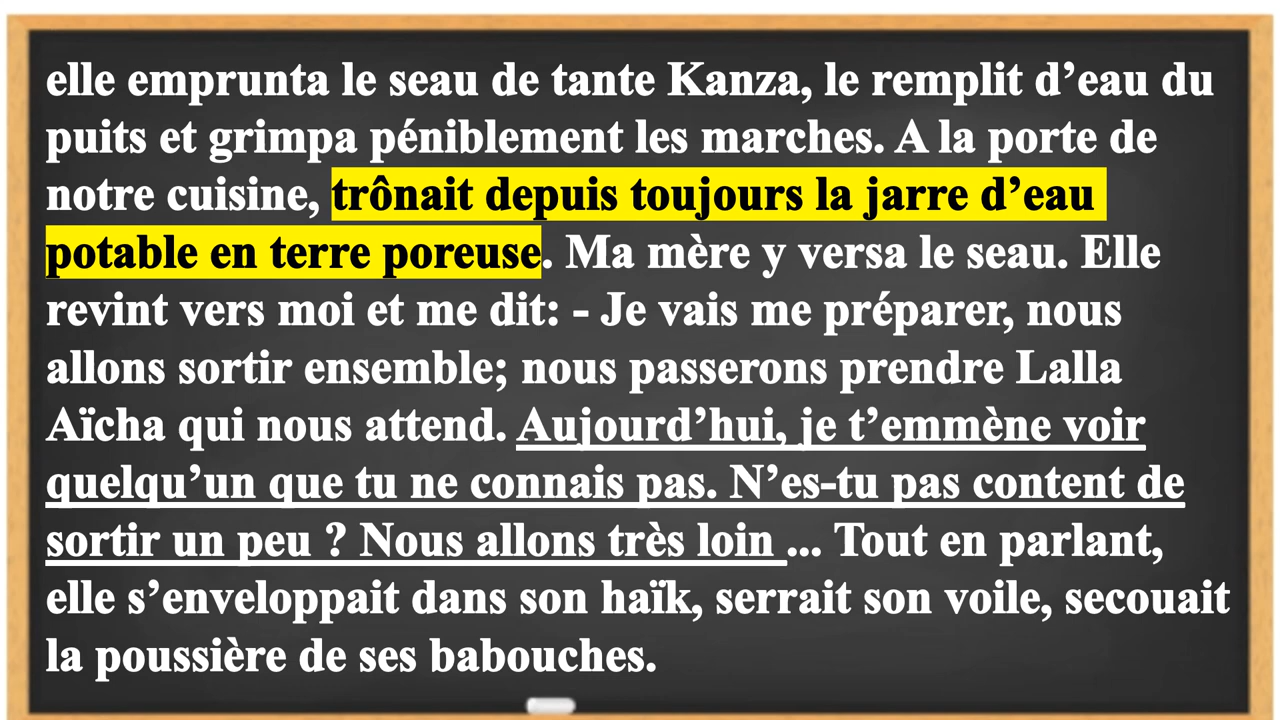 elle emprunta le seau de tante Kanza, le remplit d’eau du
puits et grimpa péniblement les marches. A la porte de
notre cuisine, trônait depuis toujours la jarre d’eau
potable en terre poreuse. Ma mère y versa le seau. Elle
revint vers moi et me dit: - Je vais me préparer, nous
allons sortir ensemble; nous passerons prendre Lalla
Aïcha qui nous attend. Aujourd’hui, je t’emmène voir
quelqu’un que tu ne connais pas. N’es-tu pas content de
sortir un peu ? Nous allons très loin ... Tout en parlant,
elle s’enveloppait dans son haïk, serrait son voile, secouait
la poussière de ses babouches.